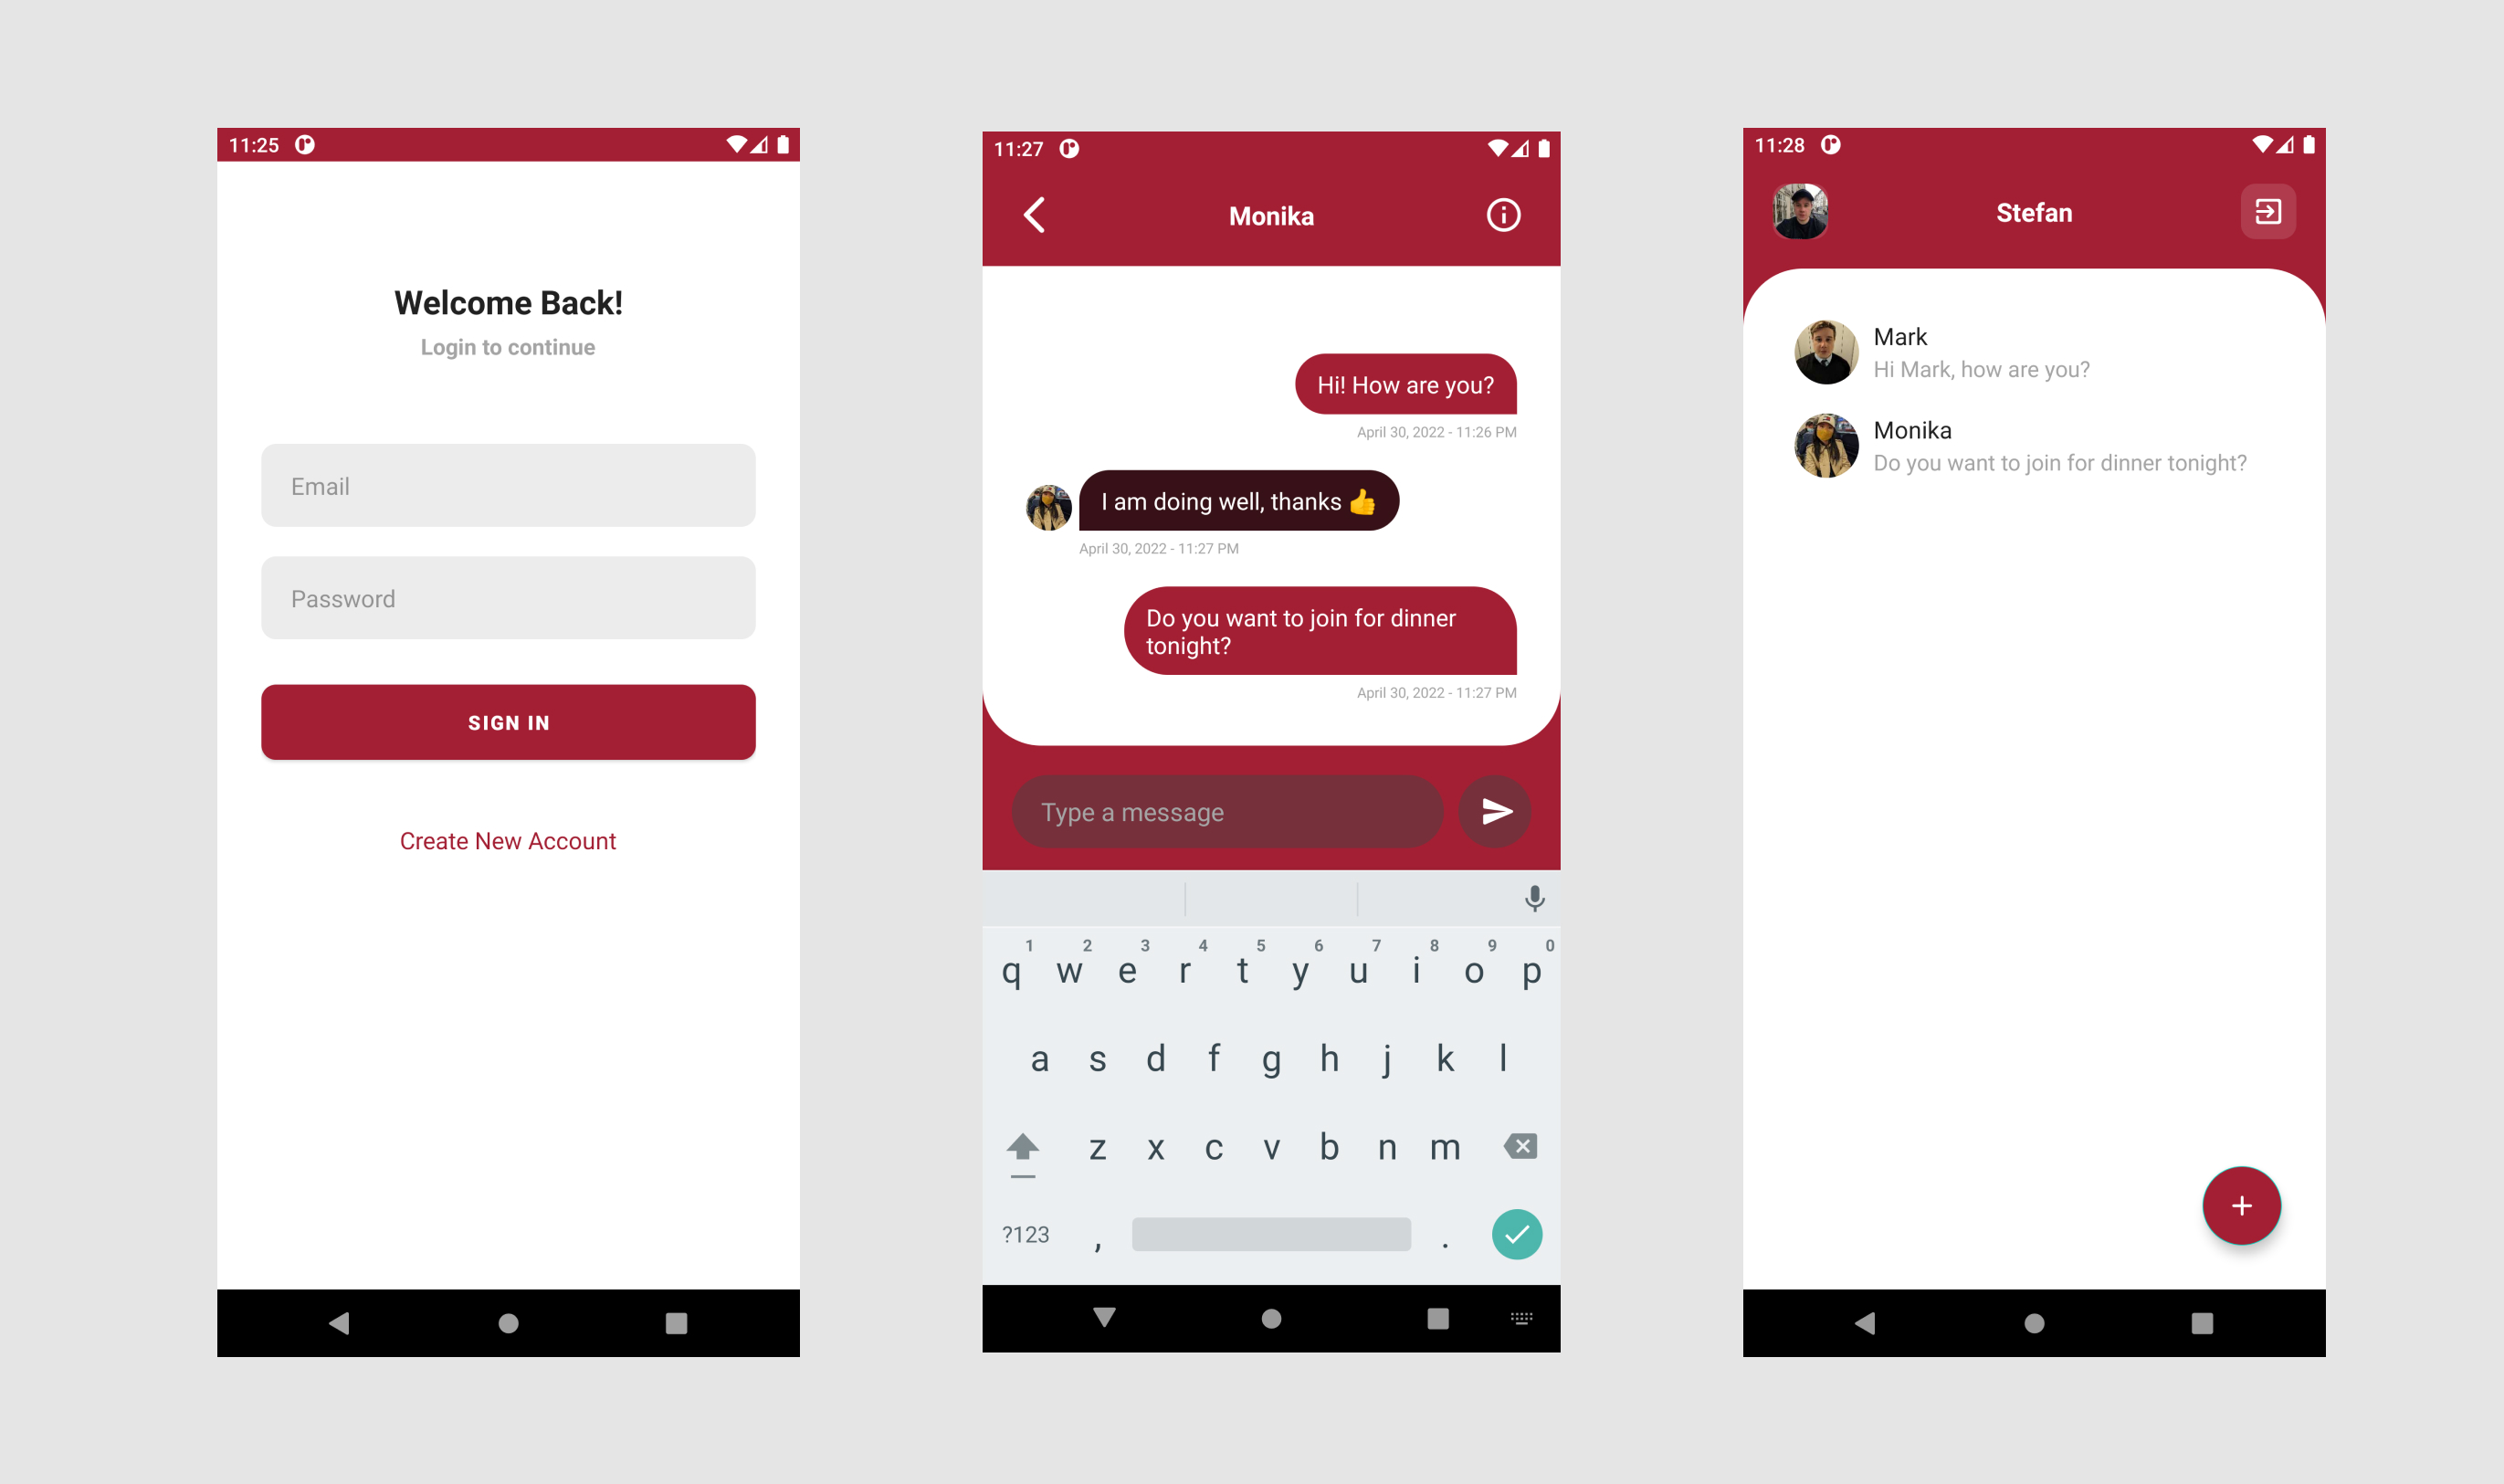 11:25
Welcome Back!
Login to continue
Email
Password
SIGN IN
Create New Account
11:27
Monika
Hi! How are you?
April 30, 2022 - 11:26 PM
I am doing well, thanks 👍
April 30, 2022 - 11:27 PM
Do you want to join for dinner
tonight?
April 30, 2022 - 11:27 PM
Type a message
1 2 3 4 5 6 7 8 9 0
q w e r t y u i o p
a s d f g h j k l
z x c v b n m
?123 , .
11:28
Stefan
Mark
Hi Mark, how are you?
Monika
Do you want to join for dinner tonight?